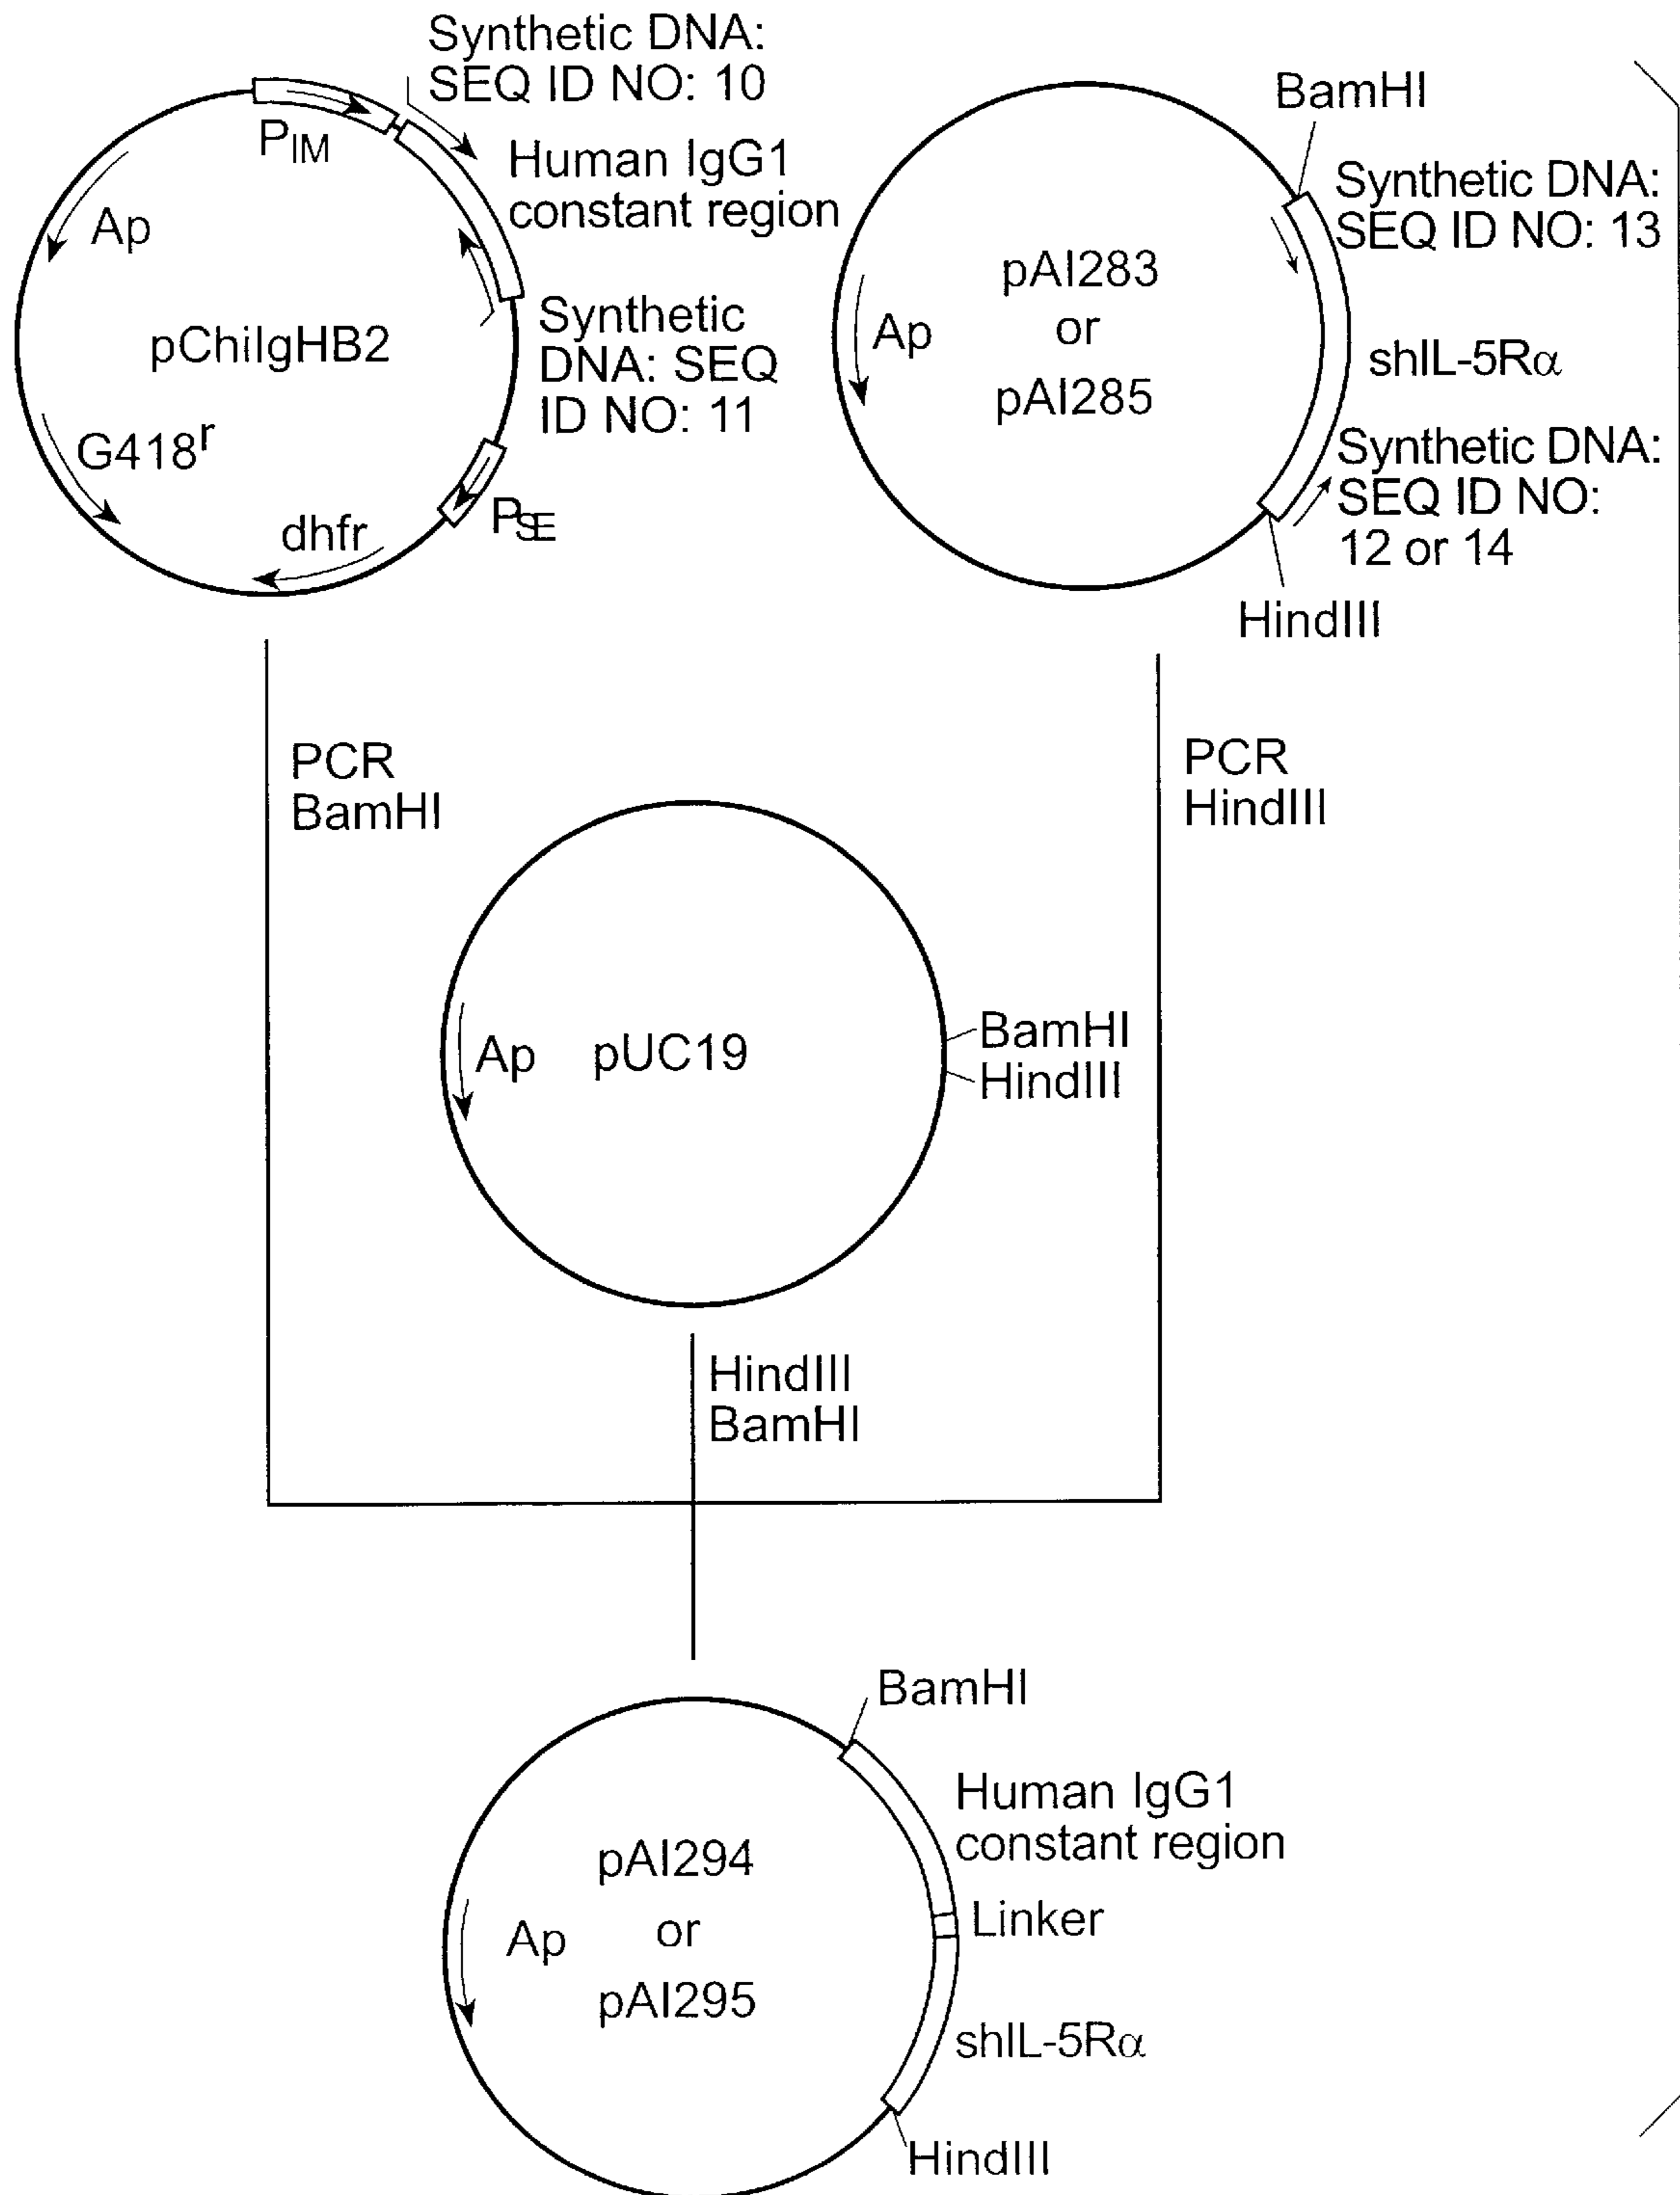 Synthetic DNA:
SEQ ID NO: 10
PIM
Human IgG1
constant region
Ap
pChiIgHB2
Synthetic
DNA: SEQ
ID NO: 11
G418r
dhfr
PSE
BamHI
Synthetic DNA:
SEQ ID NO: 13
pAI283
or
pAI285
Ap
shIL-5Rα
Synthetic DNA:
SEQ ID NO:
12 or 14
HindIII
PCR
BamHI
PCR
HindIII
Ap
pUC19
BamHI
HindIII
HindIII
BamHI
BamHI
Human IgG1
constant region
pAI294
or
pAI295
Ap
Linker
shIL-5Rα
HindIII